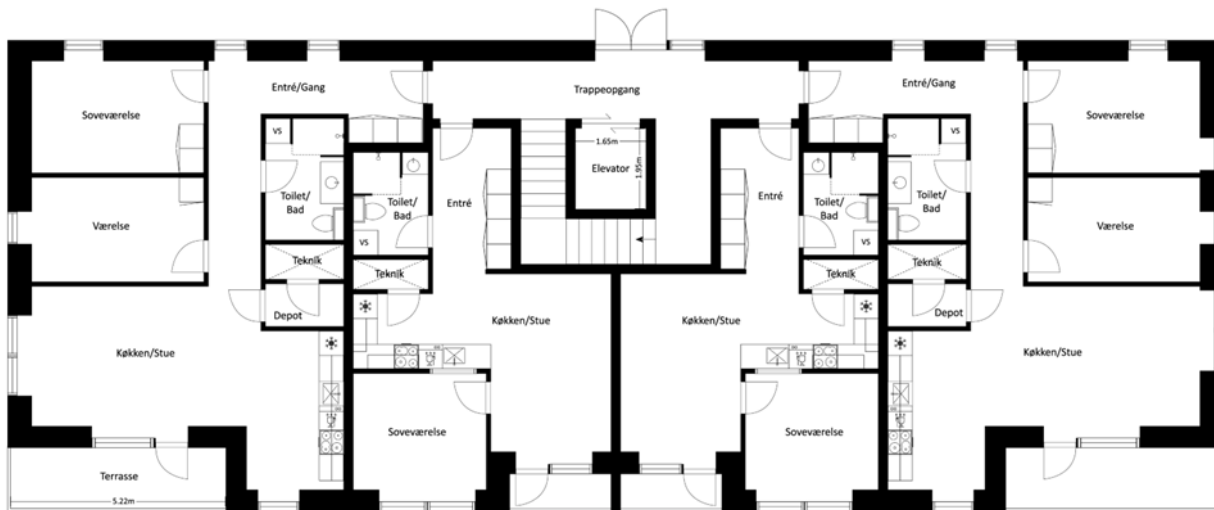 Entré/Gang
Trappeopgang
Entré/Gang
Soveværelse
VS
1.65m
Elevator
1.95m
VS
Soveværelse
Toilet/
Bad
Toilet/
Bad
VS
Entré
Entré
Toilet/
Bad
VS
Toilet/
Bad
Værelse
Værelse
Teknik
Teknik
Teknik
Teknik
Depot
Køkken/Stue
Køkken/Stue
Depot
Køkken/Stue
Køkken/Stue
Soveværelse
Soveværelse
Terrasse
5.22m